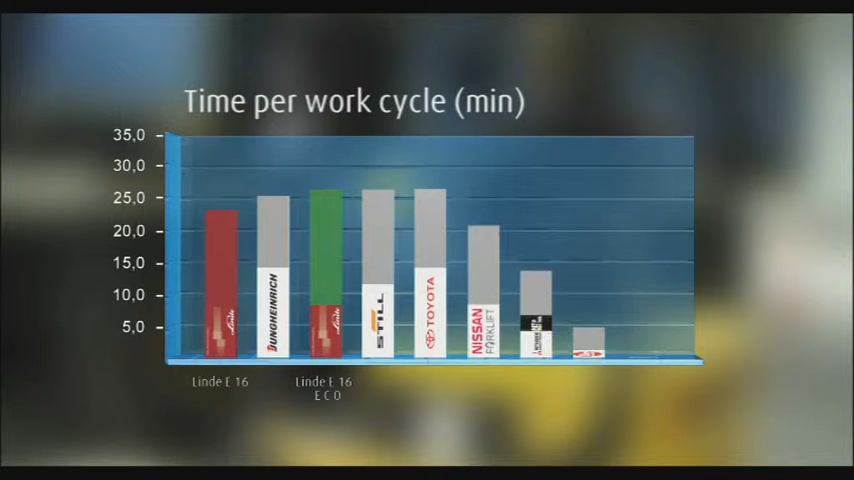 Time per work cycle (min)
35,0
30,0
25,0
20,0
15,0
10,0
5,0
Linde
JUNGHEINRICH
Linde
STILL
TOYOTA
NISSAN
FORKLIFT
Linde E 16
Linde E 16
E C O